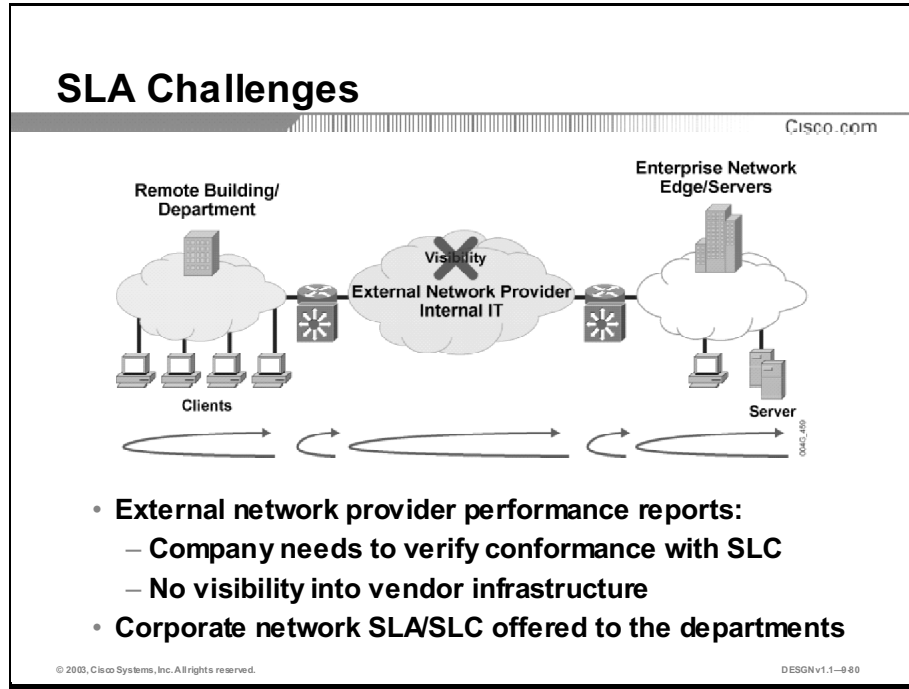 SLA Challenges
Cisco.com
Remote Building/
Department
Enterprise Network
Edge/Servers
Visibility
External Network Provider
Internal IT
Clients
Server
004G_459
• External network provider performance reports:
– Company needs to verify conformance with SLC
– No visibility into vendor infrastructure
• Corporate network SLA/SLC offered to the departments
© 2003, Cisco Systems, Inc. All rights reserved.
DESGN v1.1—9-80